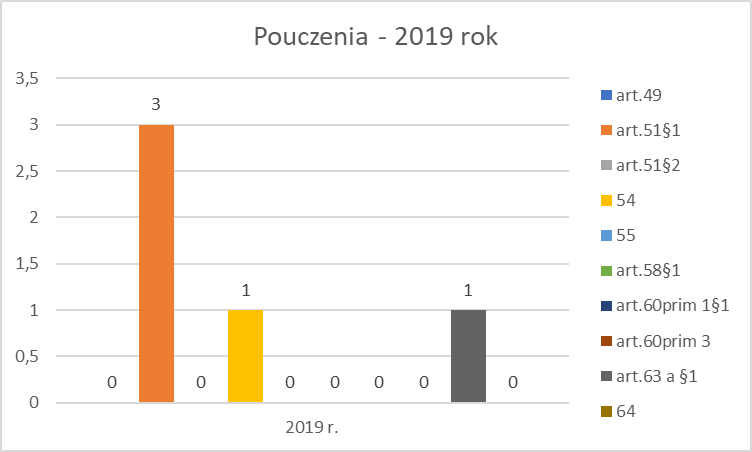 Pouczenia - 2019 rok
3,5
3
2,5
2
1,5
1
0,5
0
0 3 0 1 0 0 0 0 1 0
2019 r.
art.49
art.51§1
art.51§2
54
55
art.58§1
art.60prim 1§1
art.60prim 3
art.63 a §1
64